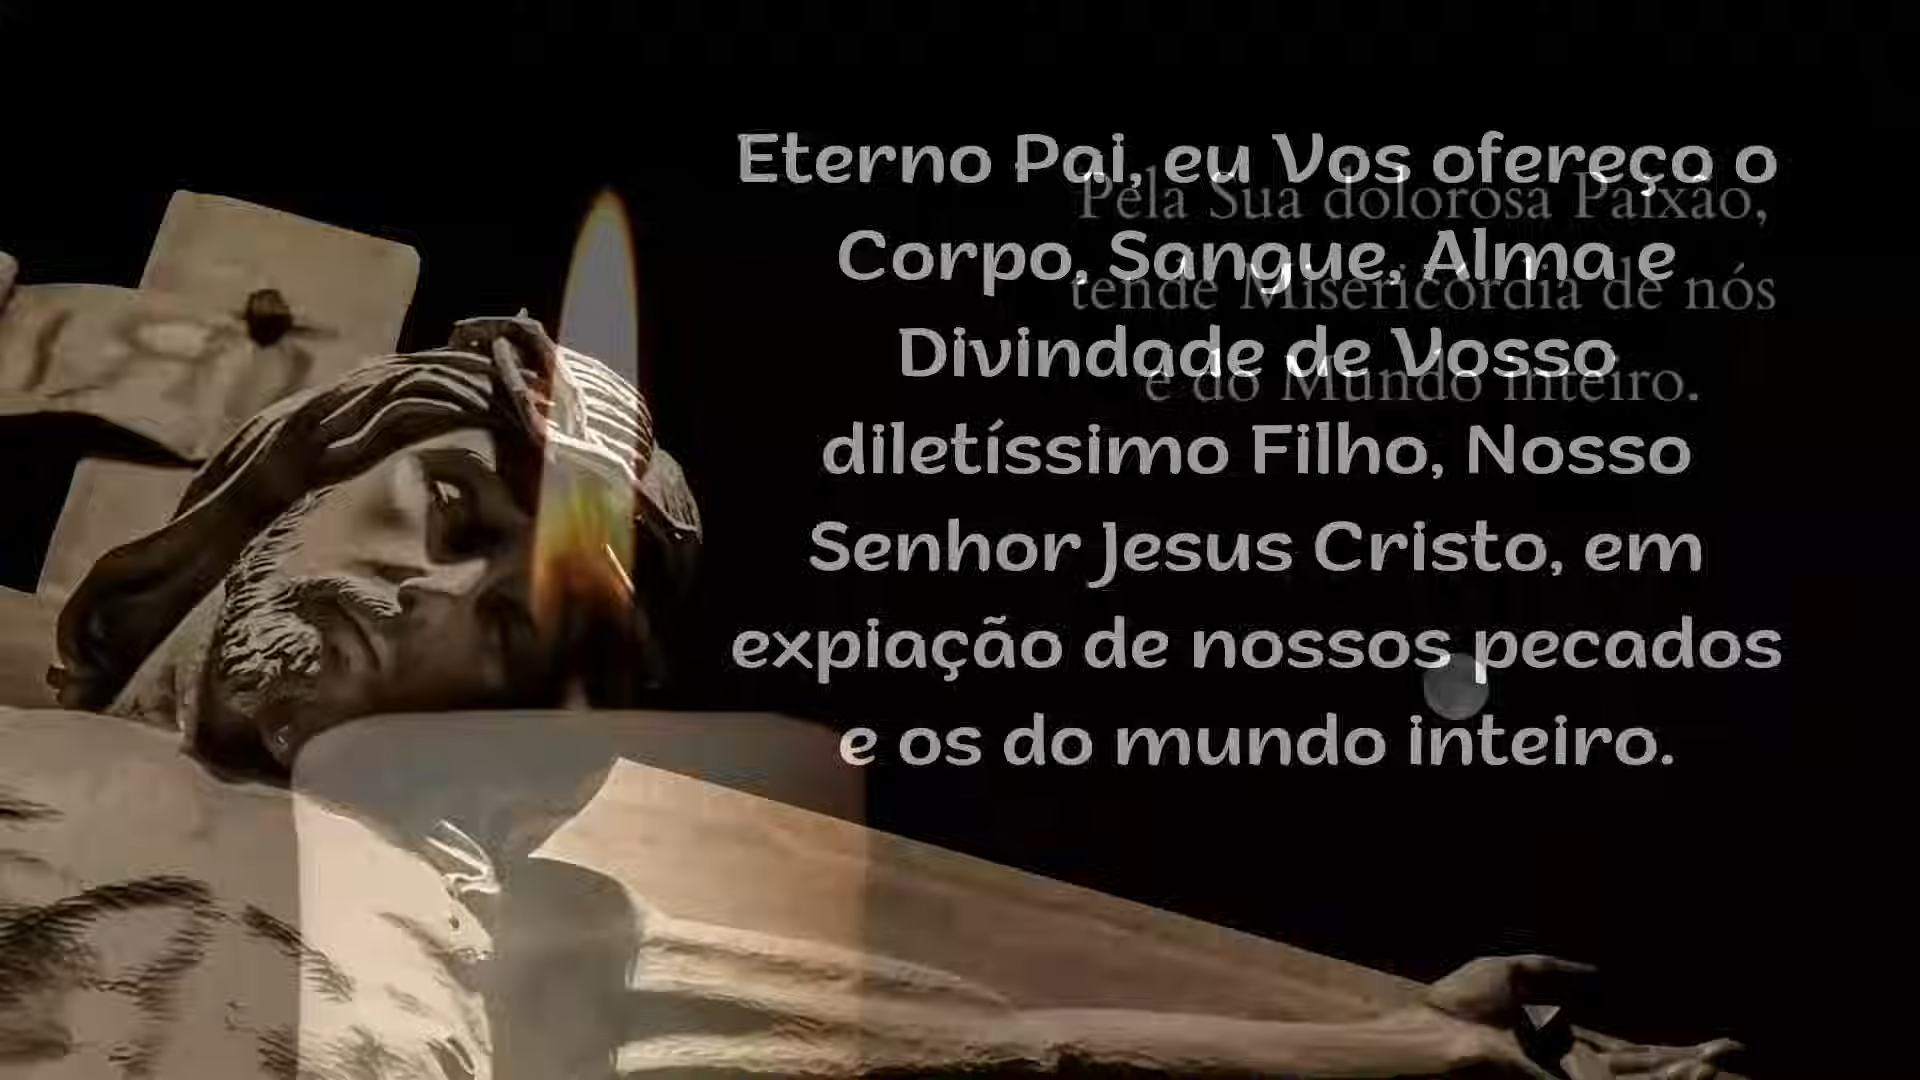 Eterno Pai, eu Vos ofereço o
Corpo, Sangue, Alma e
Divindade de Vosso
diletíssimo Filho, Nosso
Senhor Jesus Cristo, em
expiação de nossos pecados
e os do mundo inteiro.
Pela Sua dolorosa Paixão,
tende Misericórdia de nós
e do Mundo inteiro.